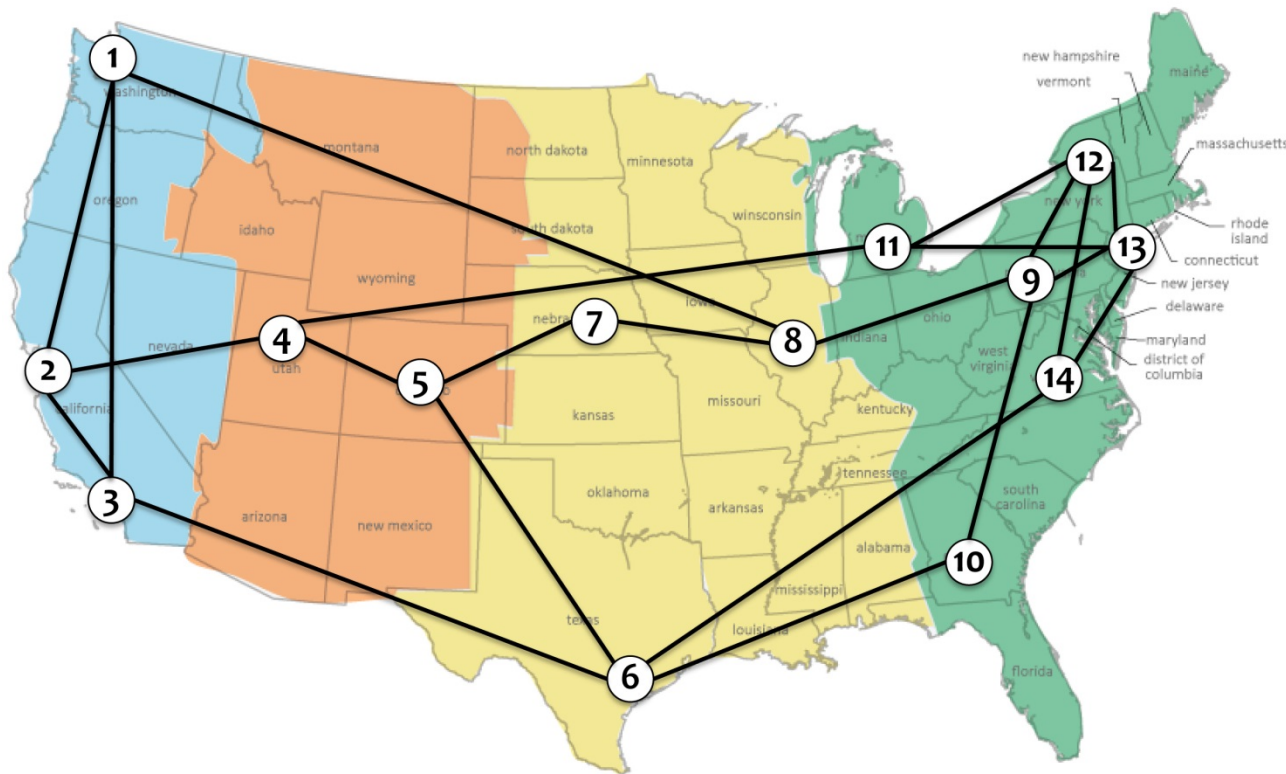 1
new hampshire
vermont
maine
washington
montana
north dakota
minnesota
massachusetts
12
oregon
new york
idaho
south dakota
winsconsin
rhode
island
11
13
connecticut
wyoming
9
new jersey
iowa
delaware
7
ohio
4
nevada
8
indiana
maryland
district of
columbia
2
utah
west
virginia
14
5
california
kansas
missouri
kentucky
3
tennessee
oklahoma
south
carolina
arizona
new mexico
arkansas
alabama
10
mississippi
texas
louisiana
6
florida